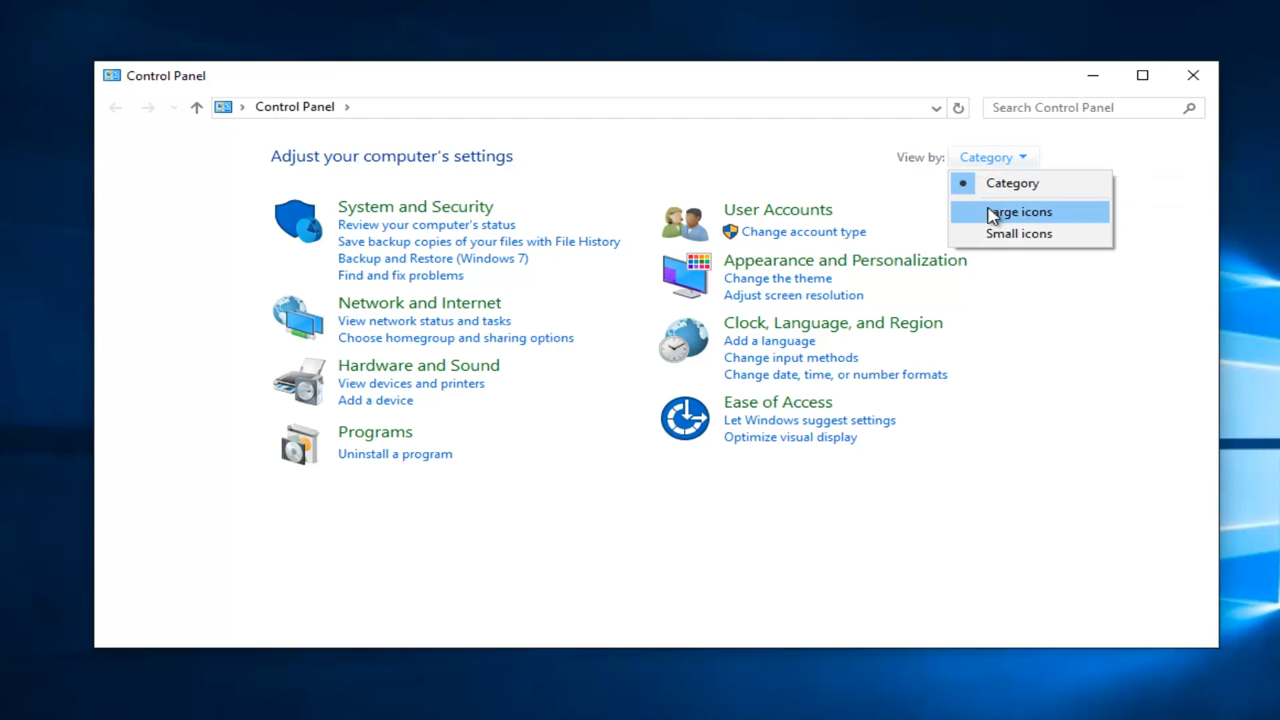 Control Panel
Control Panel
Search Control Panel
Adjust your computer's settings
View by:
Category
Category
icons
Small icons
System and Security
Review your computer's status
Save backup copies of your files with File History
Backup and Restore (Windows 7)
Find and fix problems
Network and Internet
View network status and tasks
Choose homegroup and sharing options
Hardware and Sound
View devices and printers
Add a device
Programs
Uninstall a program
User Accounts
Change account type
Appearance and Personalization
Change the theme
Adjust screen resolution
Clock, Language, and Region
Add a language
Change input methods
Change date, time, or number formats
Ease of Access
Let Windows suggest settings
Optimize visual display